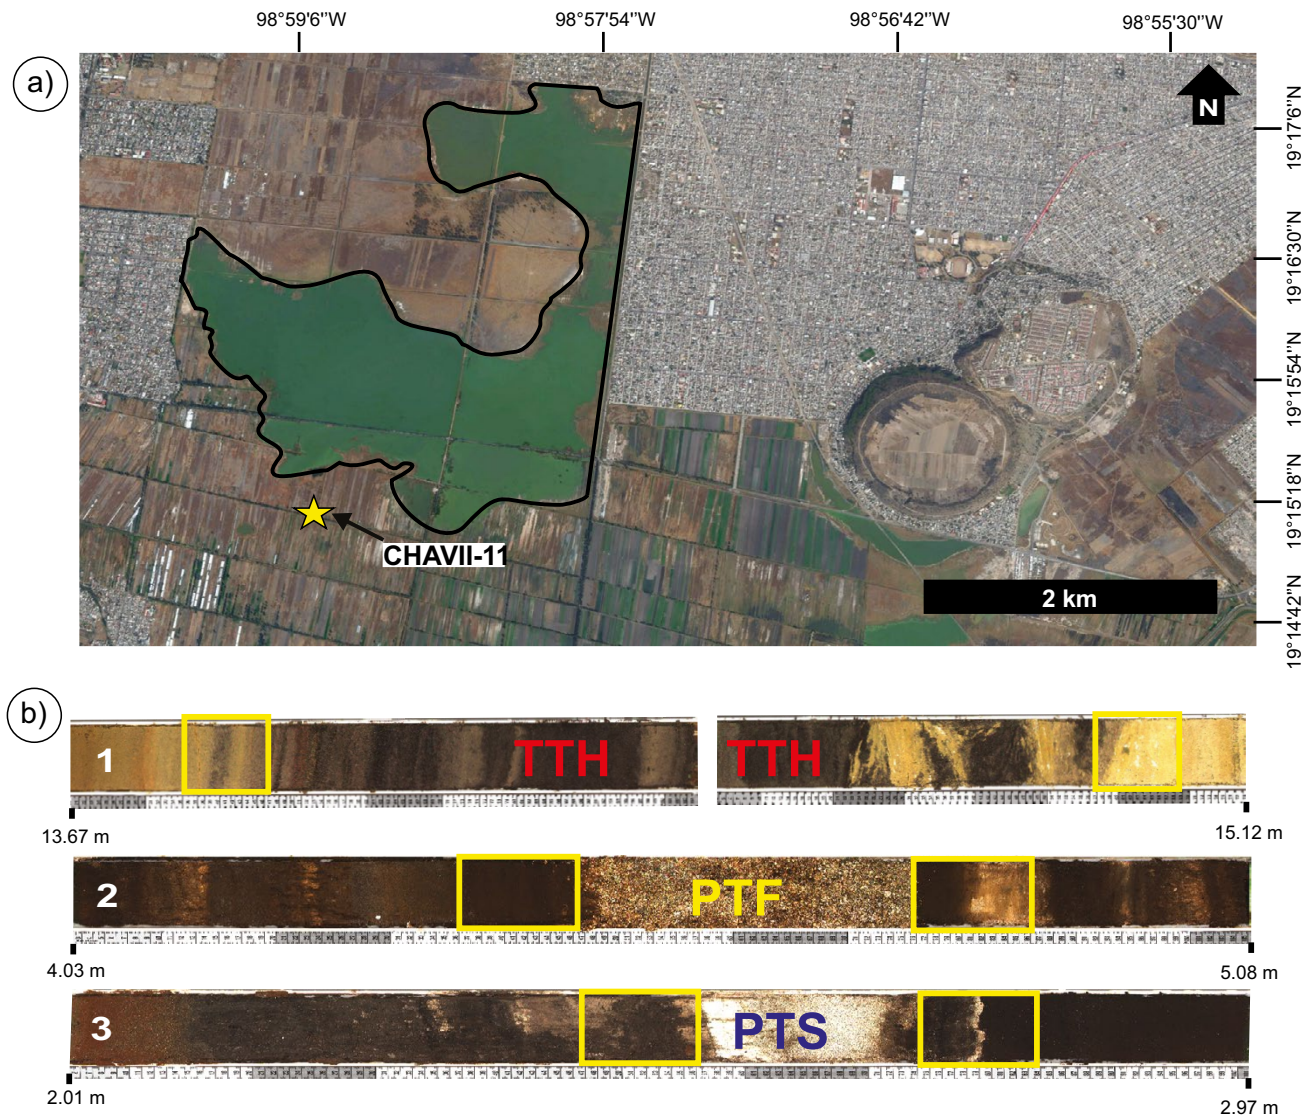 98°59'6''W 98°57'54''W 98°56'42''W 98°55'30''W
a)
N
19°17'6''N
19°16'30''N
19°15'54''N
19°15'18''N
19°14'42''N
CHAVII-11
2 km
b)
1 TTH TTH
13.67 m 15.12 m
2 PTF
4.03 m 5.08 m
3 PTS
2.01 m 2.97 m